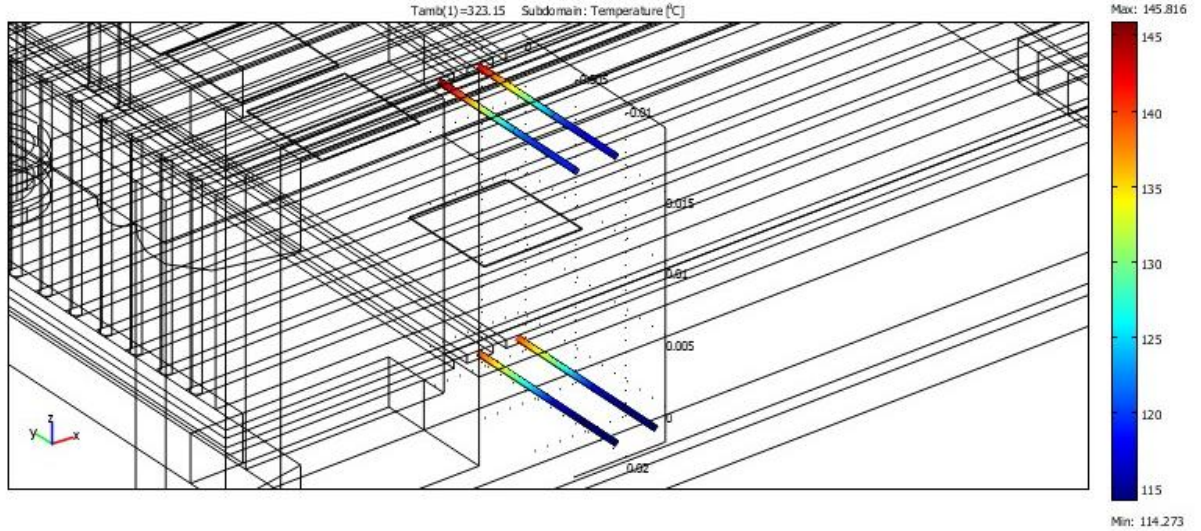 Tamb(1)=323.15 Subdomain: Temperature [°C]
Max: 145.816
145
140
135
130
125
120
115
Min: 114.273
0
-0.005
-0.01
0.015
0.01
0.005
0
0.02
z
y
x